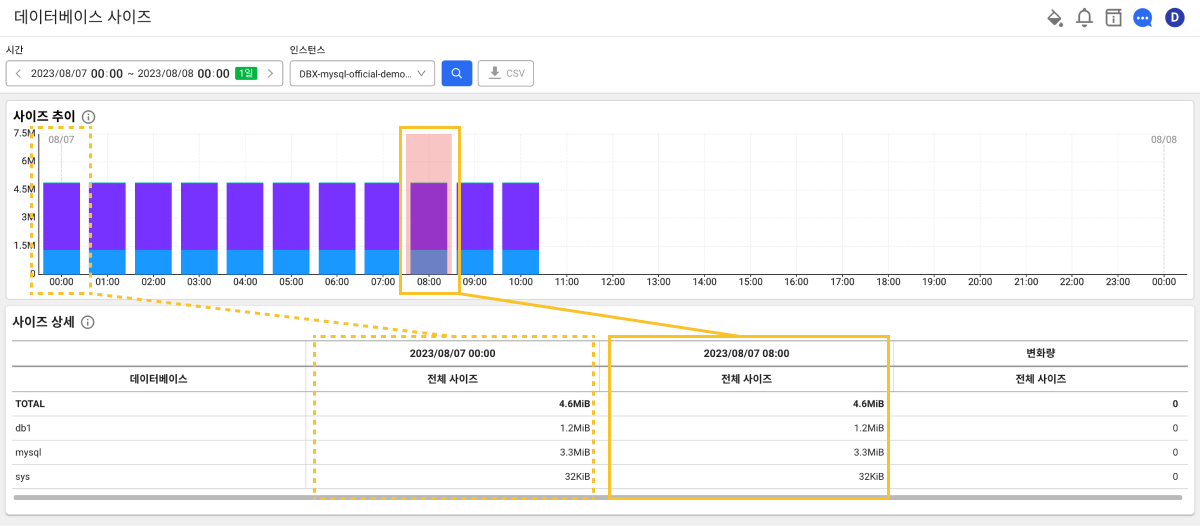 데이터베이스 사이즈
D
시간
인스턴스
2023/08/07 00:00 ~ 2023/08/08 00:00 1일
DBX-mysql-official-demo...
CSV
사이즈 추이
7.5M
08/07
08/08
6M
4.5M
3M
1.5M
0
00:00 01:00 02:00 03:00 04:00 05:00 06:00 07:00 08:00 09:00 10:00 11:00 12:00 13:00 14:00 15:00 16:00 17:00 18:00 19:00 20:00 21:00 22:00 23:00 00:00
사이즈 상세
2023/08/07 00:00 2023/08/07 08:00 변화량
데이터베이스 전체 사이즈 전체 사이즈 전체 사이즈
TOTAL 4.6MiB 4.6MiB 0
db1 1.2MiB 1.2MiB 0
mysql 3.3MiB 3.3MiB 0
sys 32KiB 32KiB 0